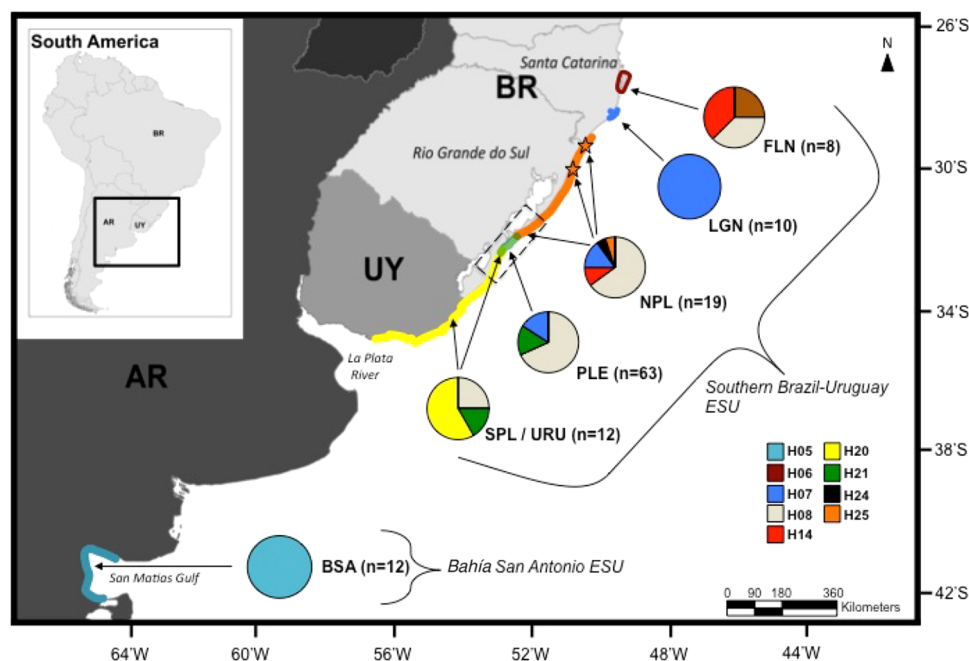 South America
BR
AR
UY
26°S
30°S
34°S
38°S
42°S
N
Santa Catarina
BR
Rio Grande do Sul
FLN (n=8)
LGN (n=10)
UY
NPL (n=19)
La Plata
River
PLE (n=63)
AR
Southern Brazil-Uruguay
ESU
SPL / URU (n=12)
H05
H20
H06
H21
H07
H24
H08
H25
H14
San Matias Gulf
BSA (n=12)
Bahía San Antonio ESU
0 90 180 360
Kilometers
64°W
60°W
56°W
52°W
48°W
44°W